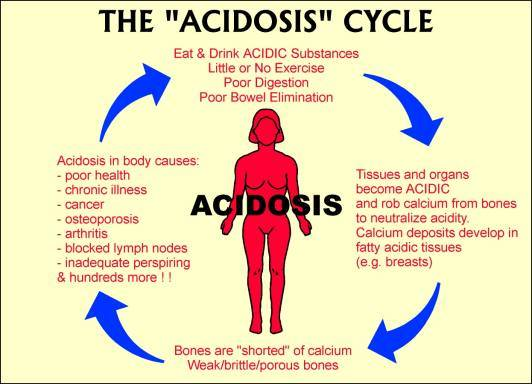 THE "ACIDOSIS" CYCLE
Eat & Drink ACIDIC Substances
Little or No Exercise
Poor Digestion
Poor Bowel Elimination
Tissues and organs
become ACIDIC
and rob calcium from bones
to neutralize acidity.
Calcium deposits develop in
fatty acidic tissues
(e.g. breasts)
Bones are "shorted" of calcium
Weak/brittle/porous bones
Acidosis in body causes:
- poor health
- chronic illness
- cancer
- osteoporosis
- arthritis
- blocked lymph nodes
- inadequate perspiring
& hundreds more ! !
ACIDOSIS